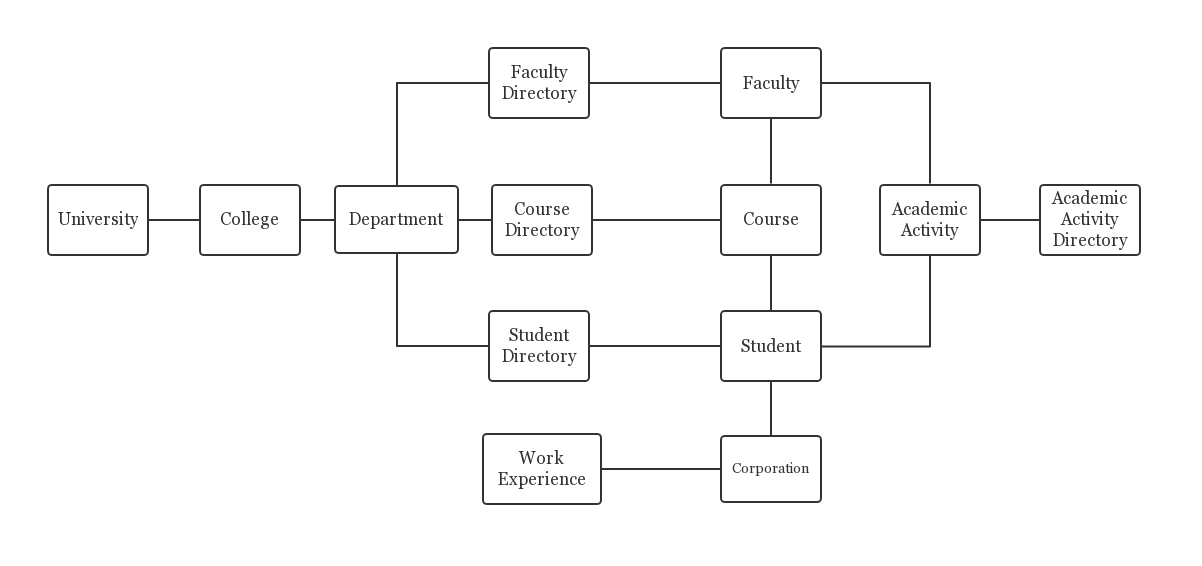 Faculty
Directory
Faculty
University
College
Department
Course
Directory
Course
Academic
Activity
Academic
Activity
Directory
Student
Directory
Student
Work
Experience
Corporation